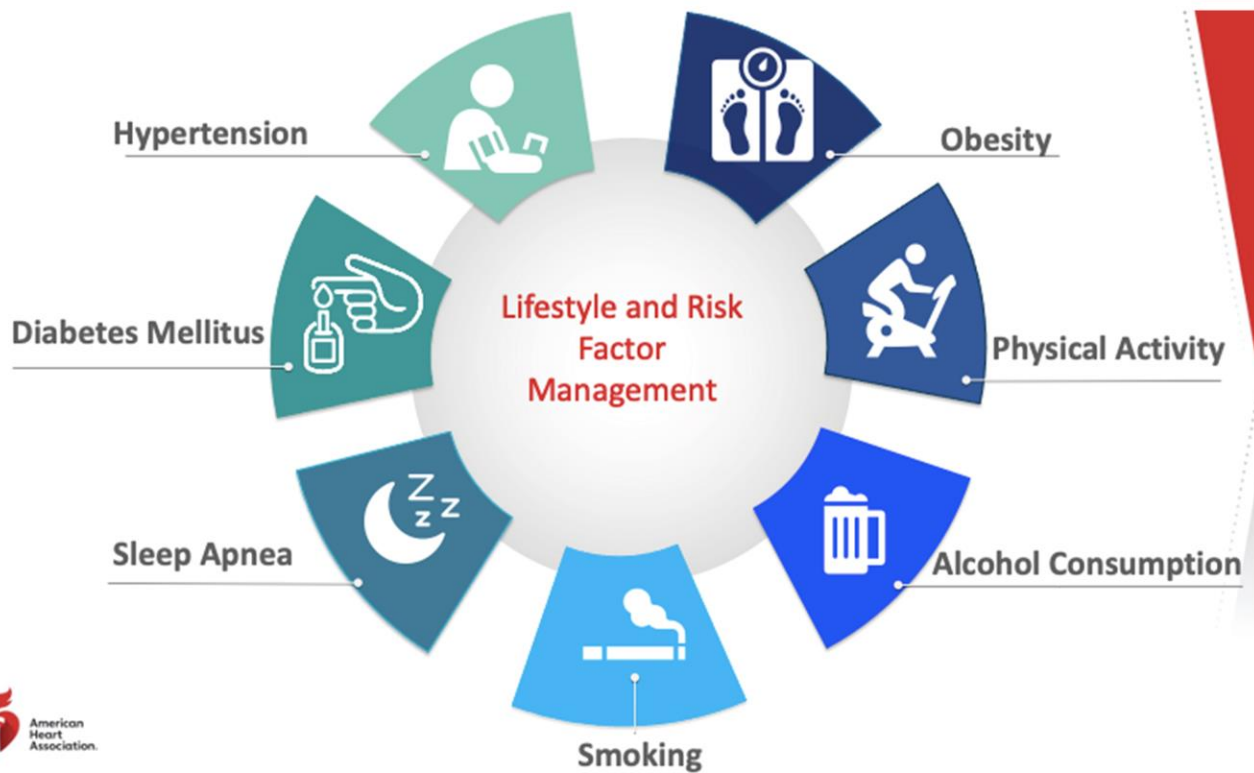 Hypertension
Obesity
Lifestyle and Risk
Factor
Management
Diabetes Mellitus
Physical Activity
Z
Z
z
Sleep Apnea
Alcohol Consumption
Smoking
American
Heart
Association.